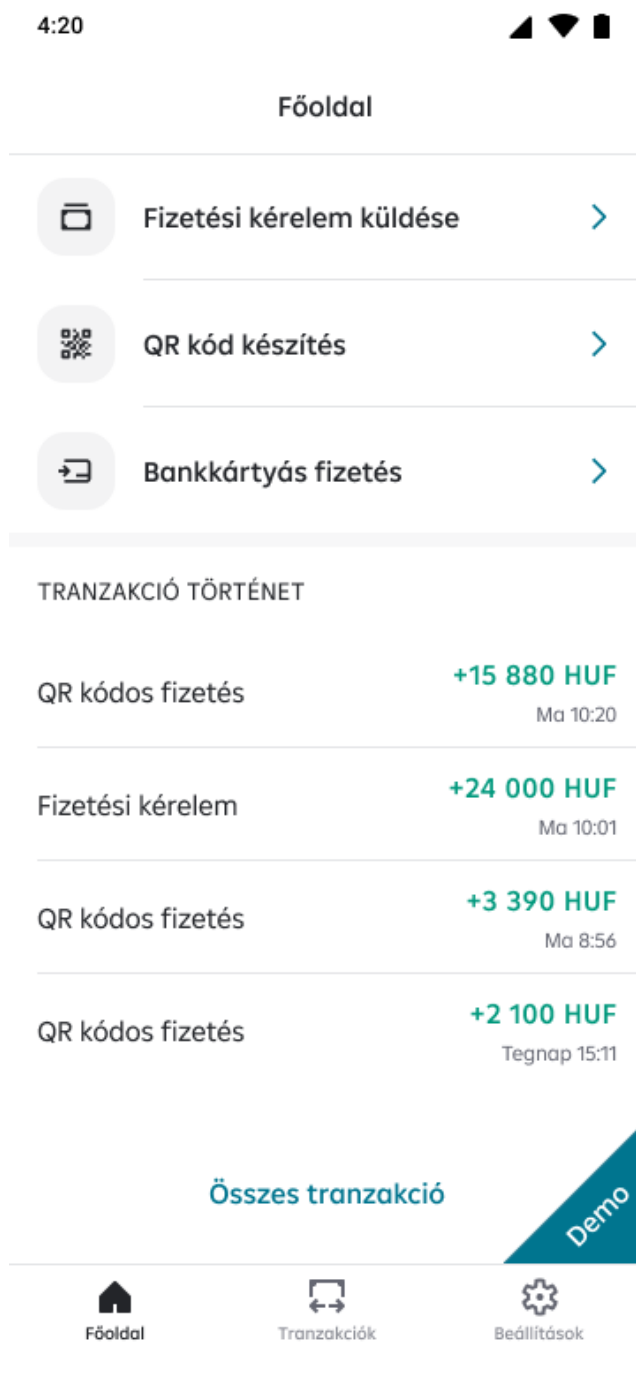 4:20
Főoldal
Fizetési kérelem küldése
QR kód készítés
Bankkártyás fizetés
TRANZAKCIÓ TÖRTÉNET
QR kódos fizetés
+15 880 HUF
Ma 10:20
Fizetési kérelem
+24 000 HUF
Ma 10:01
QR kódos fizetés
+3 390 HUF
Ma 8:56
QR kódos fizetés
+2 100 HUF
Tegnap 15:11
Összes tranzakció
Demo
Főoldal
Tranzakciók
Beállítások